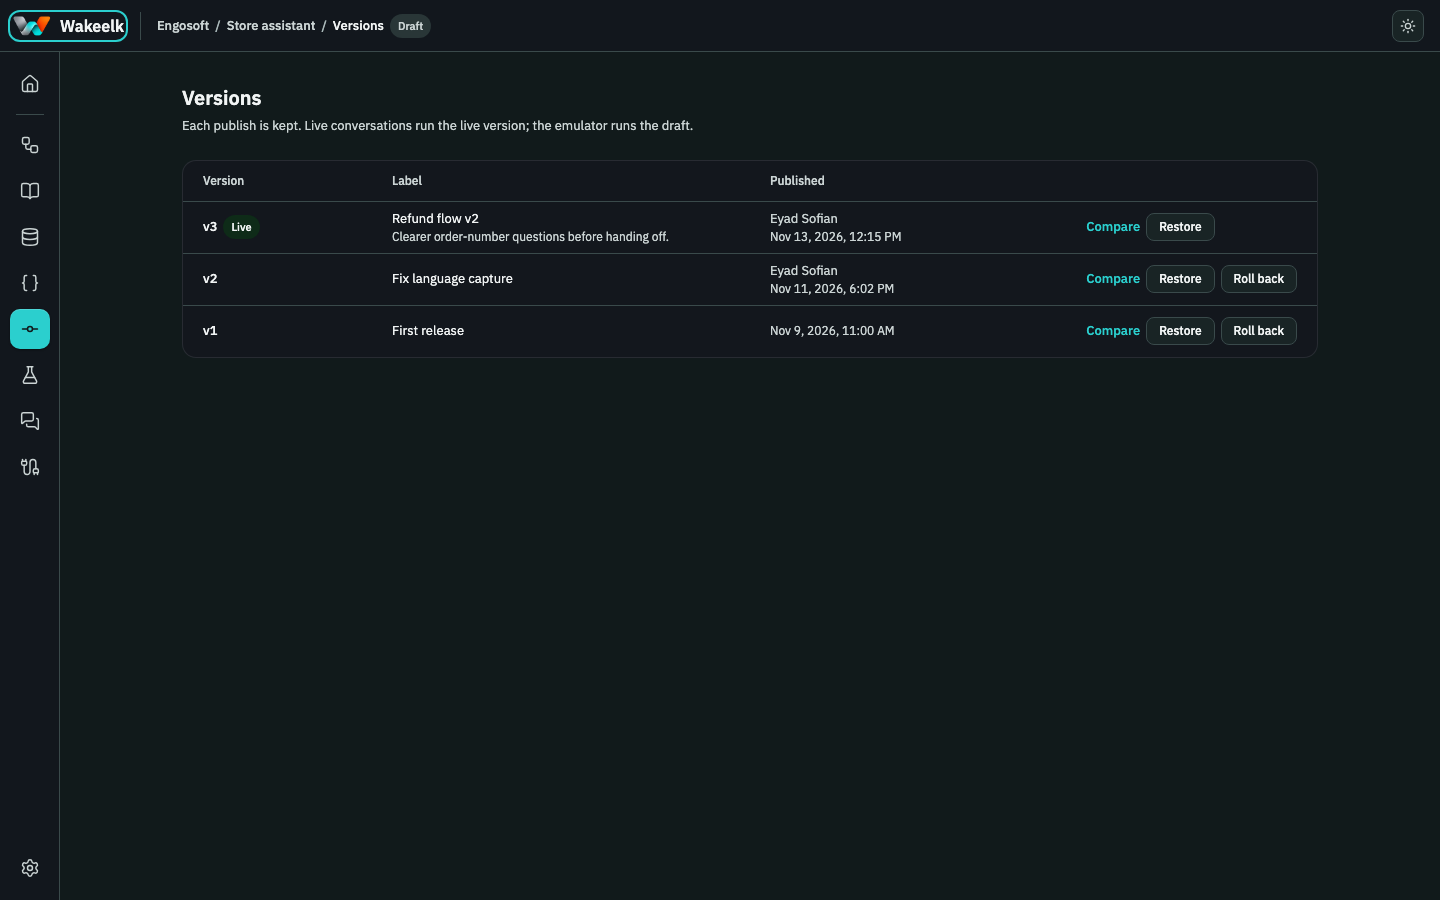 Wakeelk
Engosoft / Store assistant / Versions Draft
Versions
Each publish is kept. Live conversations run the live version; the emulator runs the draft.
Version Label Published
v3 Live Refund flow v2 Eyad Sofian Compare Restore
Clearer order-number questions before handing off. Nov 13, 2026, 12:15 PM
v2 Fix language capture Eyad Sofian Compare Restore Roll back
Nov 11, 2026, 6:02 PM
v1 First release Nov 9, 2026, 11:00 AM Compare Restore Roll back